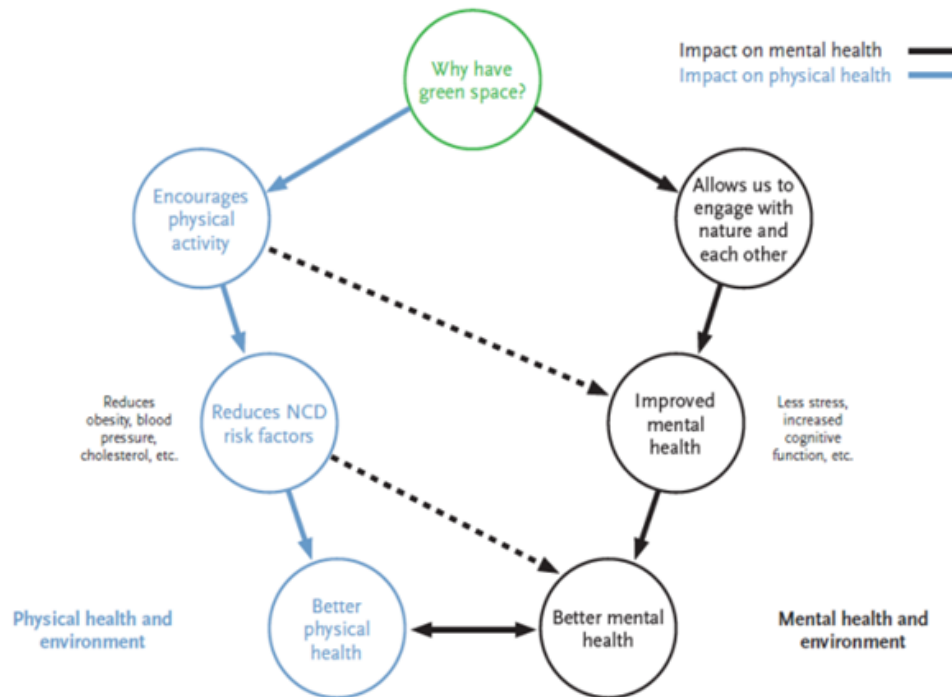 Why have
green space?
Impact on mental health
Impact on physical health
Encourages
physical
activity
Allows us to
engage with
nature and
each other
Reduces
obesity, blood
pressure,
cholesterol, etc.
Reduces NCD
risk factors
Improved
mental
health
Less stress,
increased
cognitive
function, etc.
Physical health and
environment
Better
physical
health
Better mental
health
Mental health and
environment